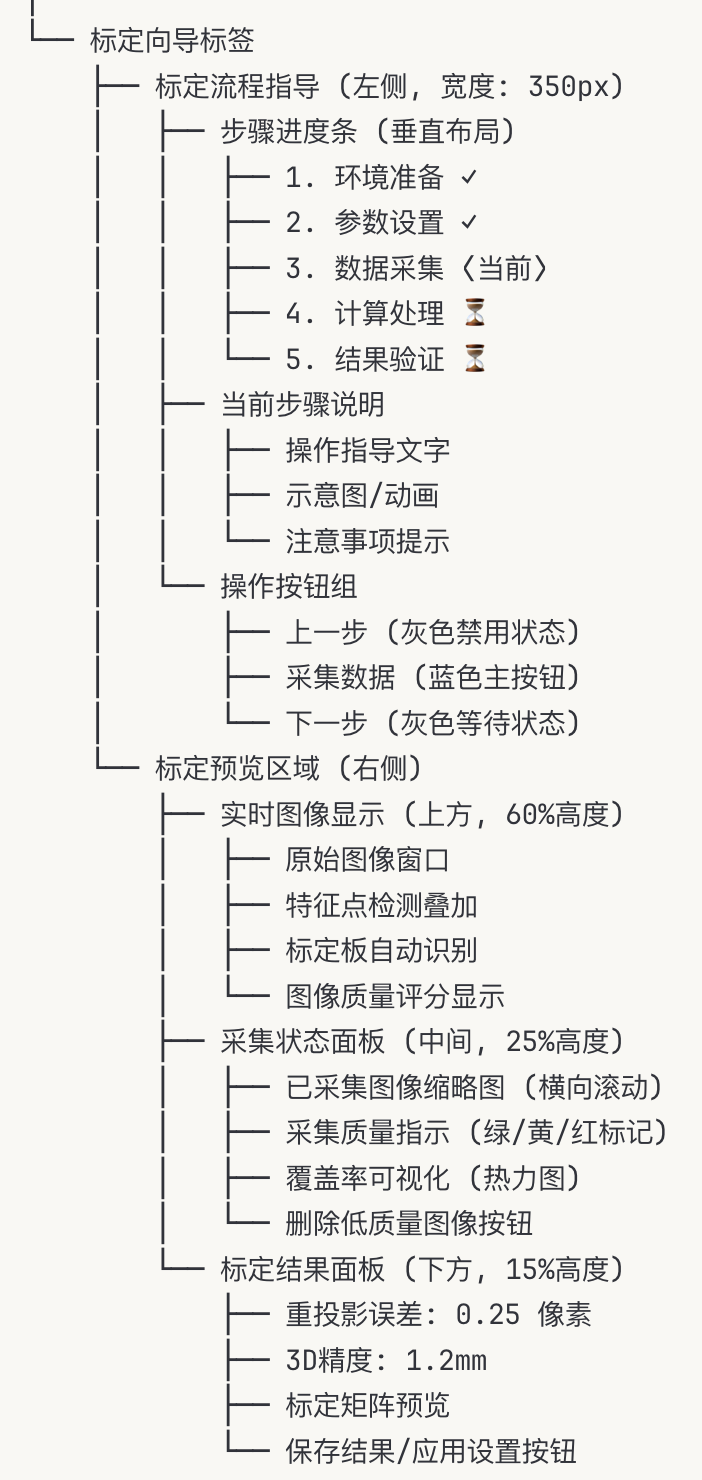 └── 标定向导标签
    ├── 标定流程指导 (左侧, 宽度: 350px)
    │   ├── 步骤进度条 (垂直布局)
    │   │   ├── 1. 环境准备 ✓
    │   │   ├── 2. 参数设置 ✓
    │   │   ├── 3. 数据采集 〈当前〉
    │   │   ├── 4. 计算处理 ⏳
    │   │   └── 5. 结果验证 ⏳
    │   ├── 当前步骤说明
    │   │   ├── 操作指导文字
    │   │   ├── 示意图/动画
    │   │   └── 注意事项提示
    │   └── 操作按钮组
    │       ├── 上一步 (灰色禁用状态)
    │       ├── 采集数据 (蓝色主按钮)
    │       └── 下一步 (灰色等待状态)
    └── 标定预览区域 (右侧)
        ├── 实时图像显示 (上方, 60%高度)
        │   ├── 原始图像窗口
        │   ├── 特征点检测叠加
        │   ├── 标定板自动识别
        │   └── 图像质量评分显示
        ├── 采集状态面板 (中间, 25%高度)
        │   ├── 已采集图像缩略图 (横向滚动)
        │   ├── 采集质量指示 (绿/黄/红标记)
        │   ├── 覆盖率可视化 (热力图)
        │   └── 删除低质量图像按钮
        └── 标定结果面板 (下方, 15%高度)
            ├── 重投影误差: 0.25 像素
            ├── 3D精度: 1.2mm
            ├── 标定矩阵预览
            └── 保存结果/应用设置按钮